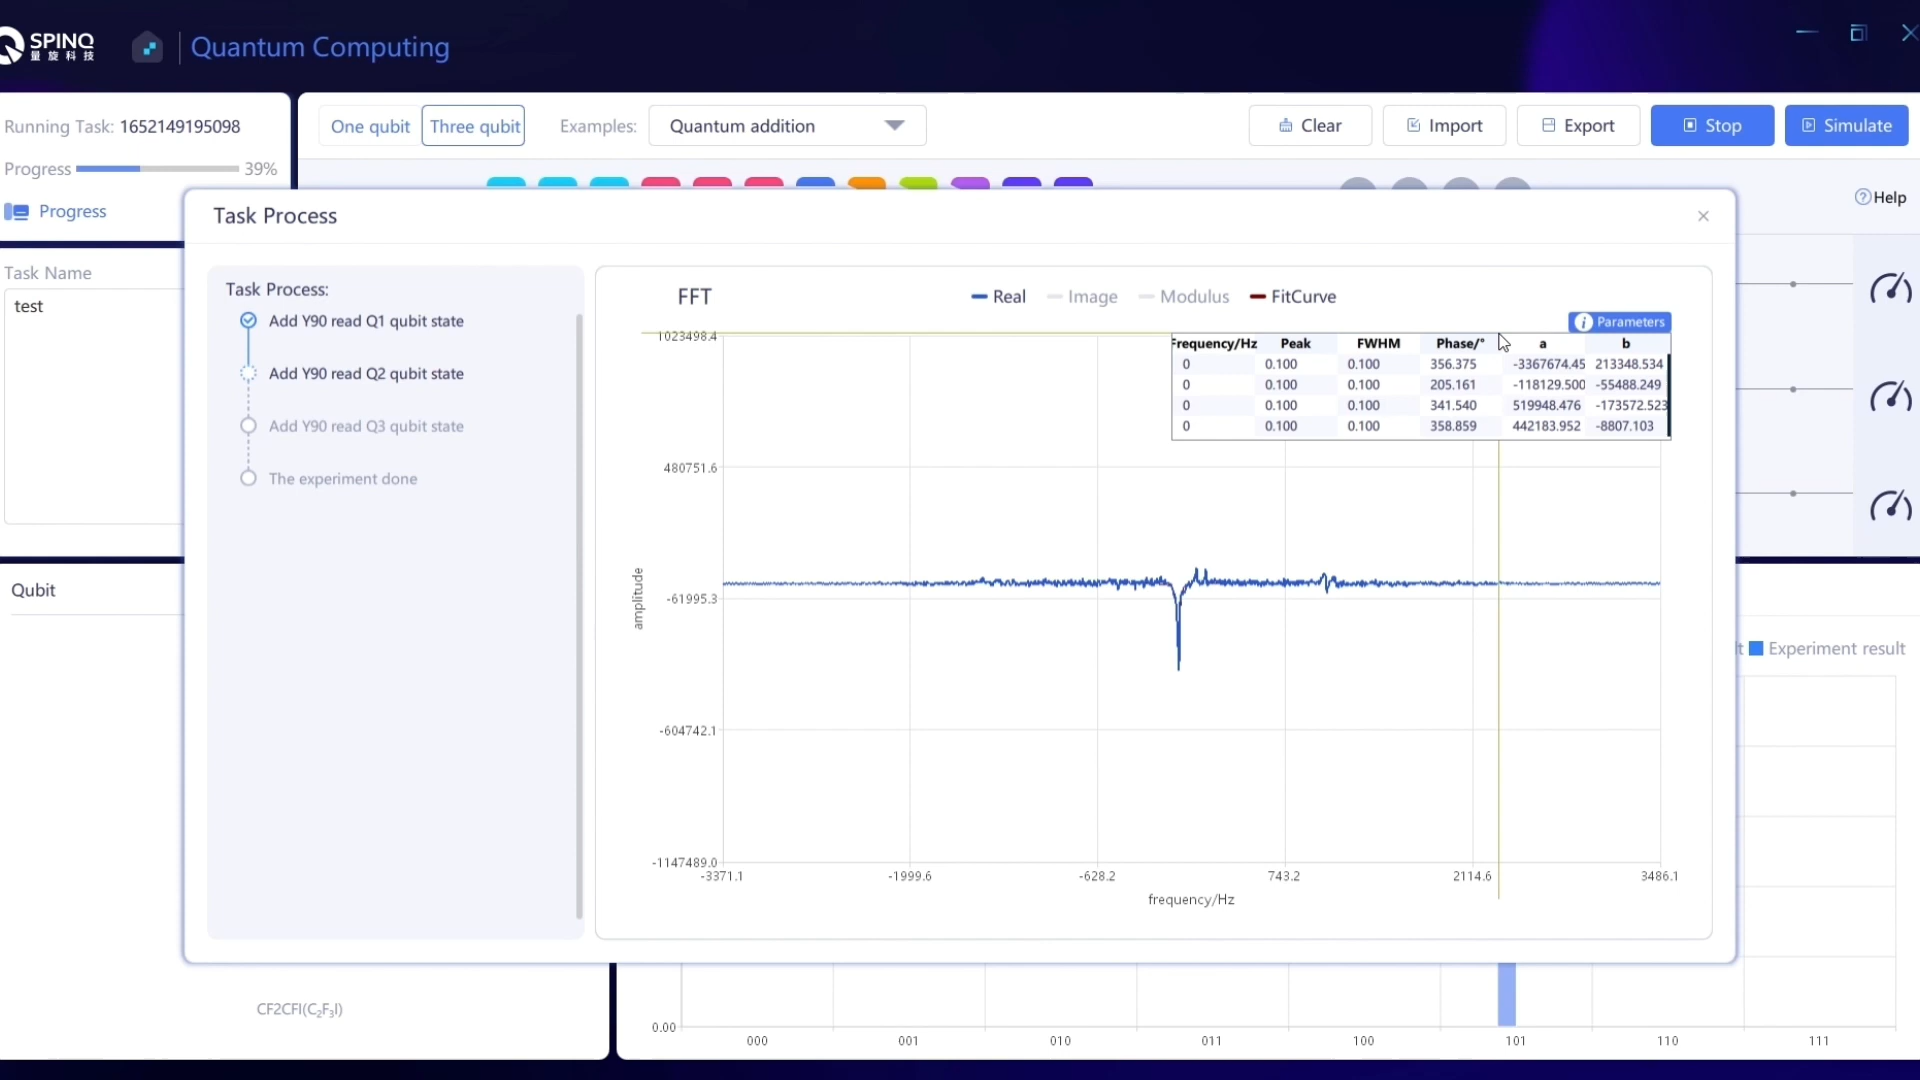 SPINQ
量旋科技
Quantum Computing
Running Task: 1652149195098
Progress 39%
Progress
One qubit
Three qubit
Examples:
Quantum addition
Clear
Import
Export
Stop
Simulate
Help
Task Name
test
Task Process
Task Process:
Add Y90 read Q1 qubit state
Add Y90 read Q2 qubit state
Add Y90 read Q3 qubit state
The experiment done
FFT
Real
Image
Modulus
FitCurve
Parameters
Frequency/Hz Peak FWHM Phase/° a b
0 0.100 0.100 356.375 -3367674.45 213348.534
0 0.100 0.100 205.161 -118129.500 -55488.249
0 0.100 0.100 341.540 519948.476 -173572.523
0 0.100 0.100 358.859 442183.952 -8807.103
1023498.4
480751.6
-61995.3
-604742.1
-1147489.0
amplitude
-3371.1 -1999.6 -628.2 743.2 2114.6 3486.1
frequency/Hz
Qubit
Experiment result
CF2CFI(C₂F₃I)
0.00
000 001 010 011 100 101 110 111